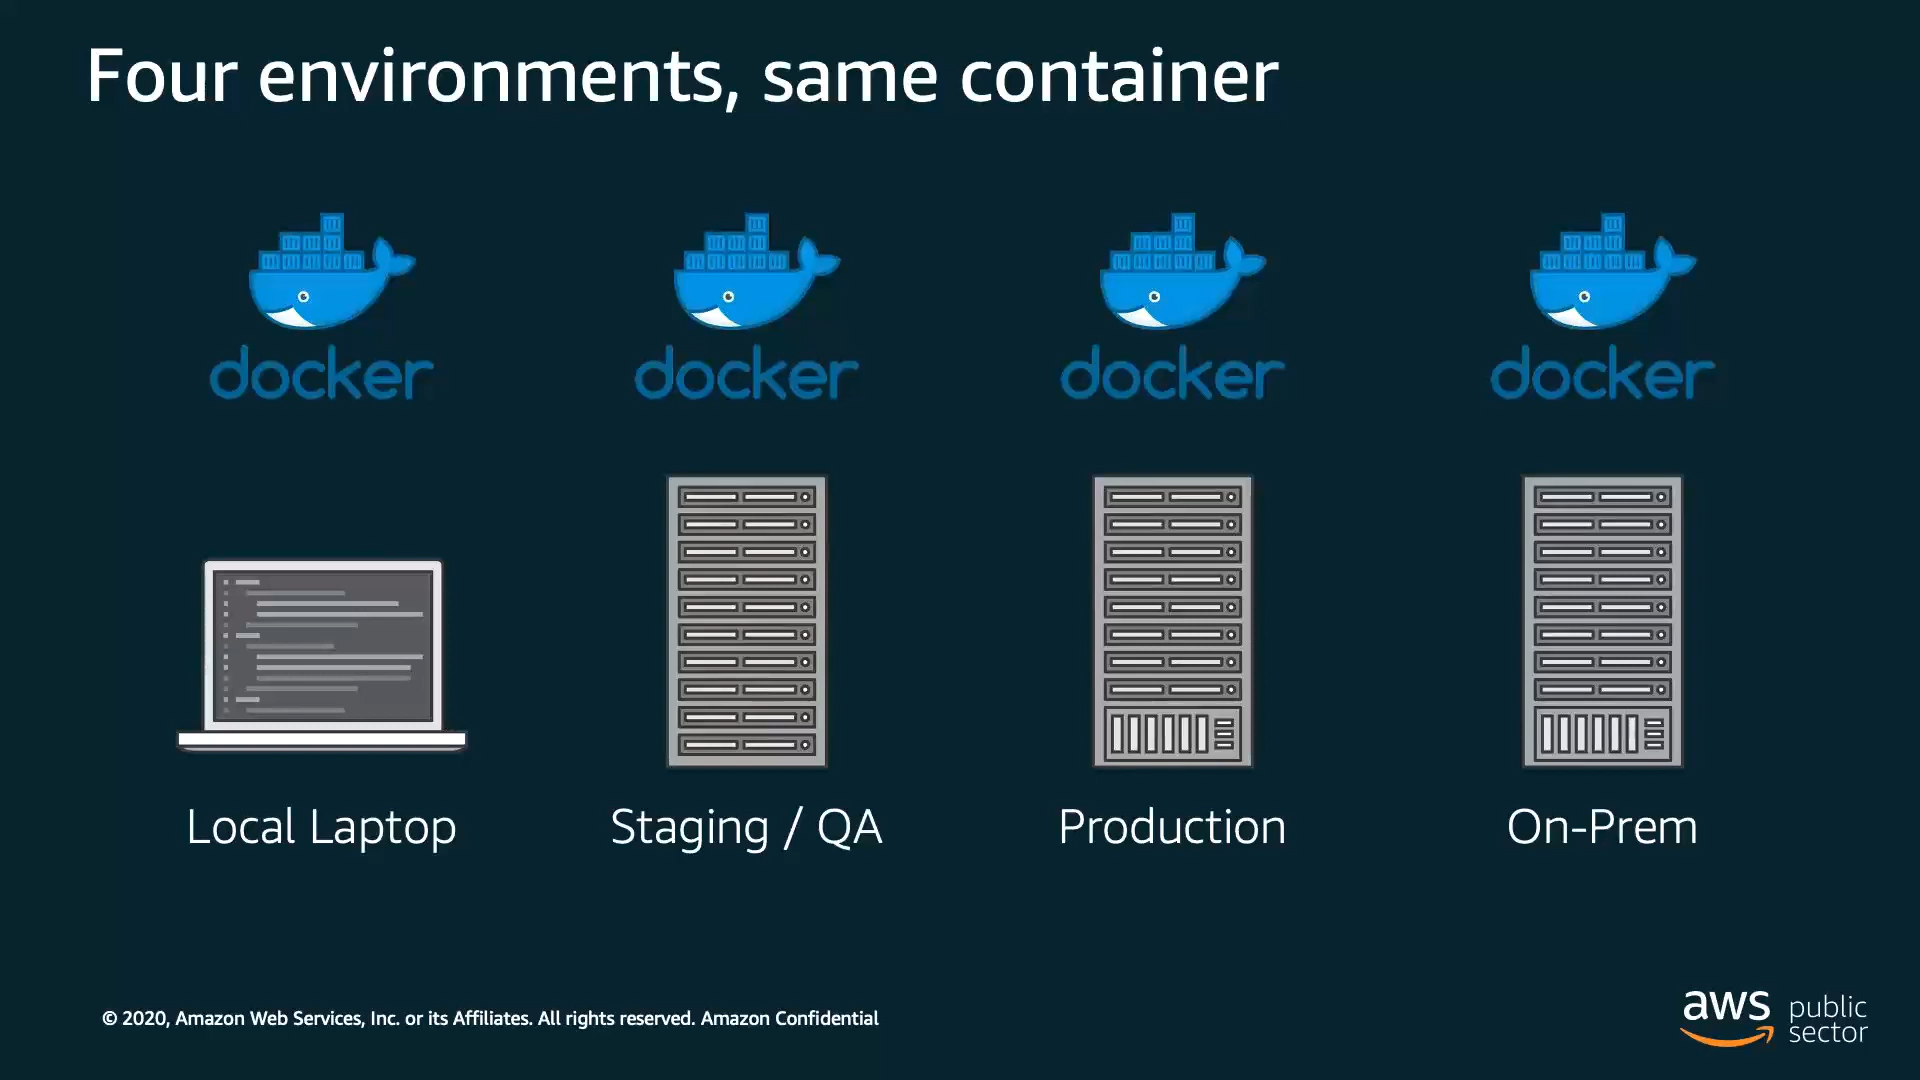 Four environments, same container
docker
docker
docker
docker
Local Laptop
Staging / QA
Production
On-Prem
© 2020, Amazon Web Services, Inc. or its Affiliates. All rights reserved. Amazon Confidential
aws public
sector